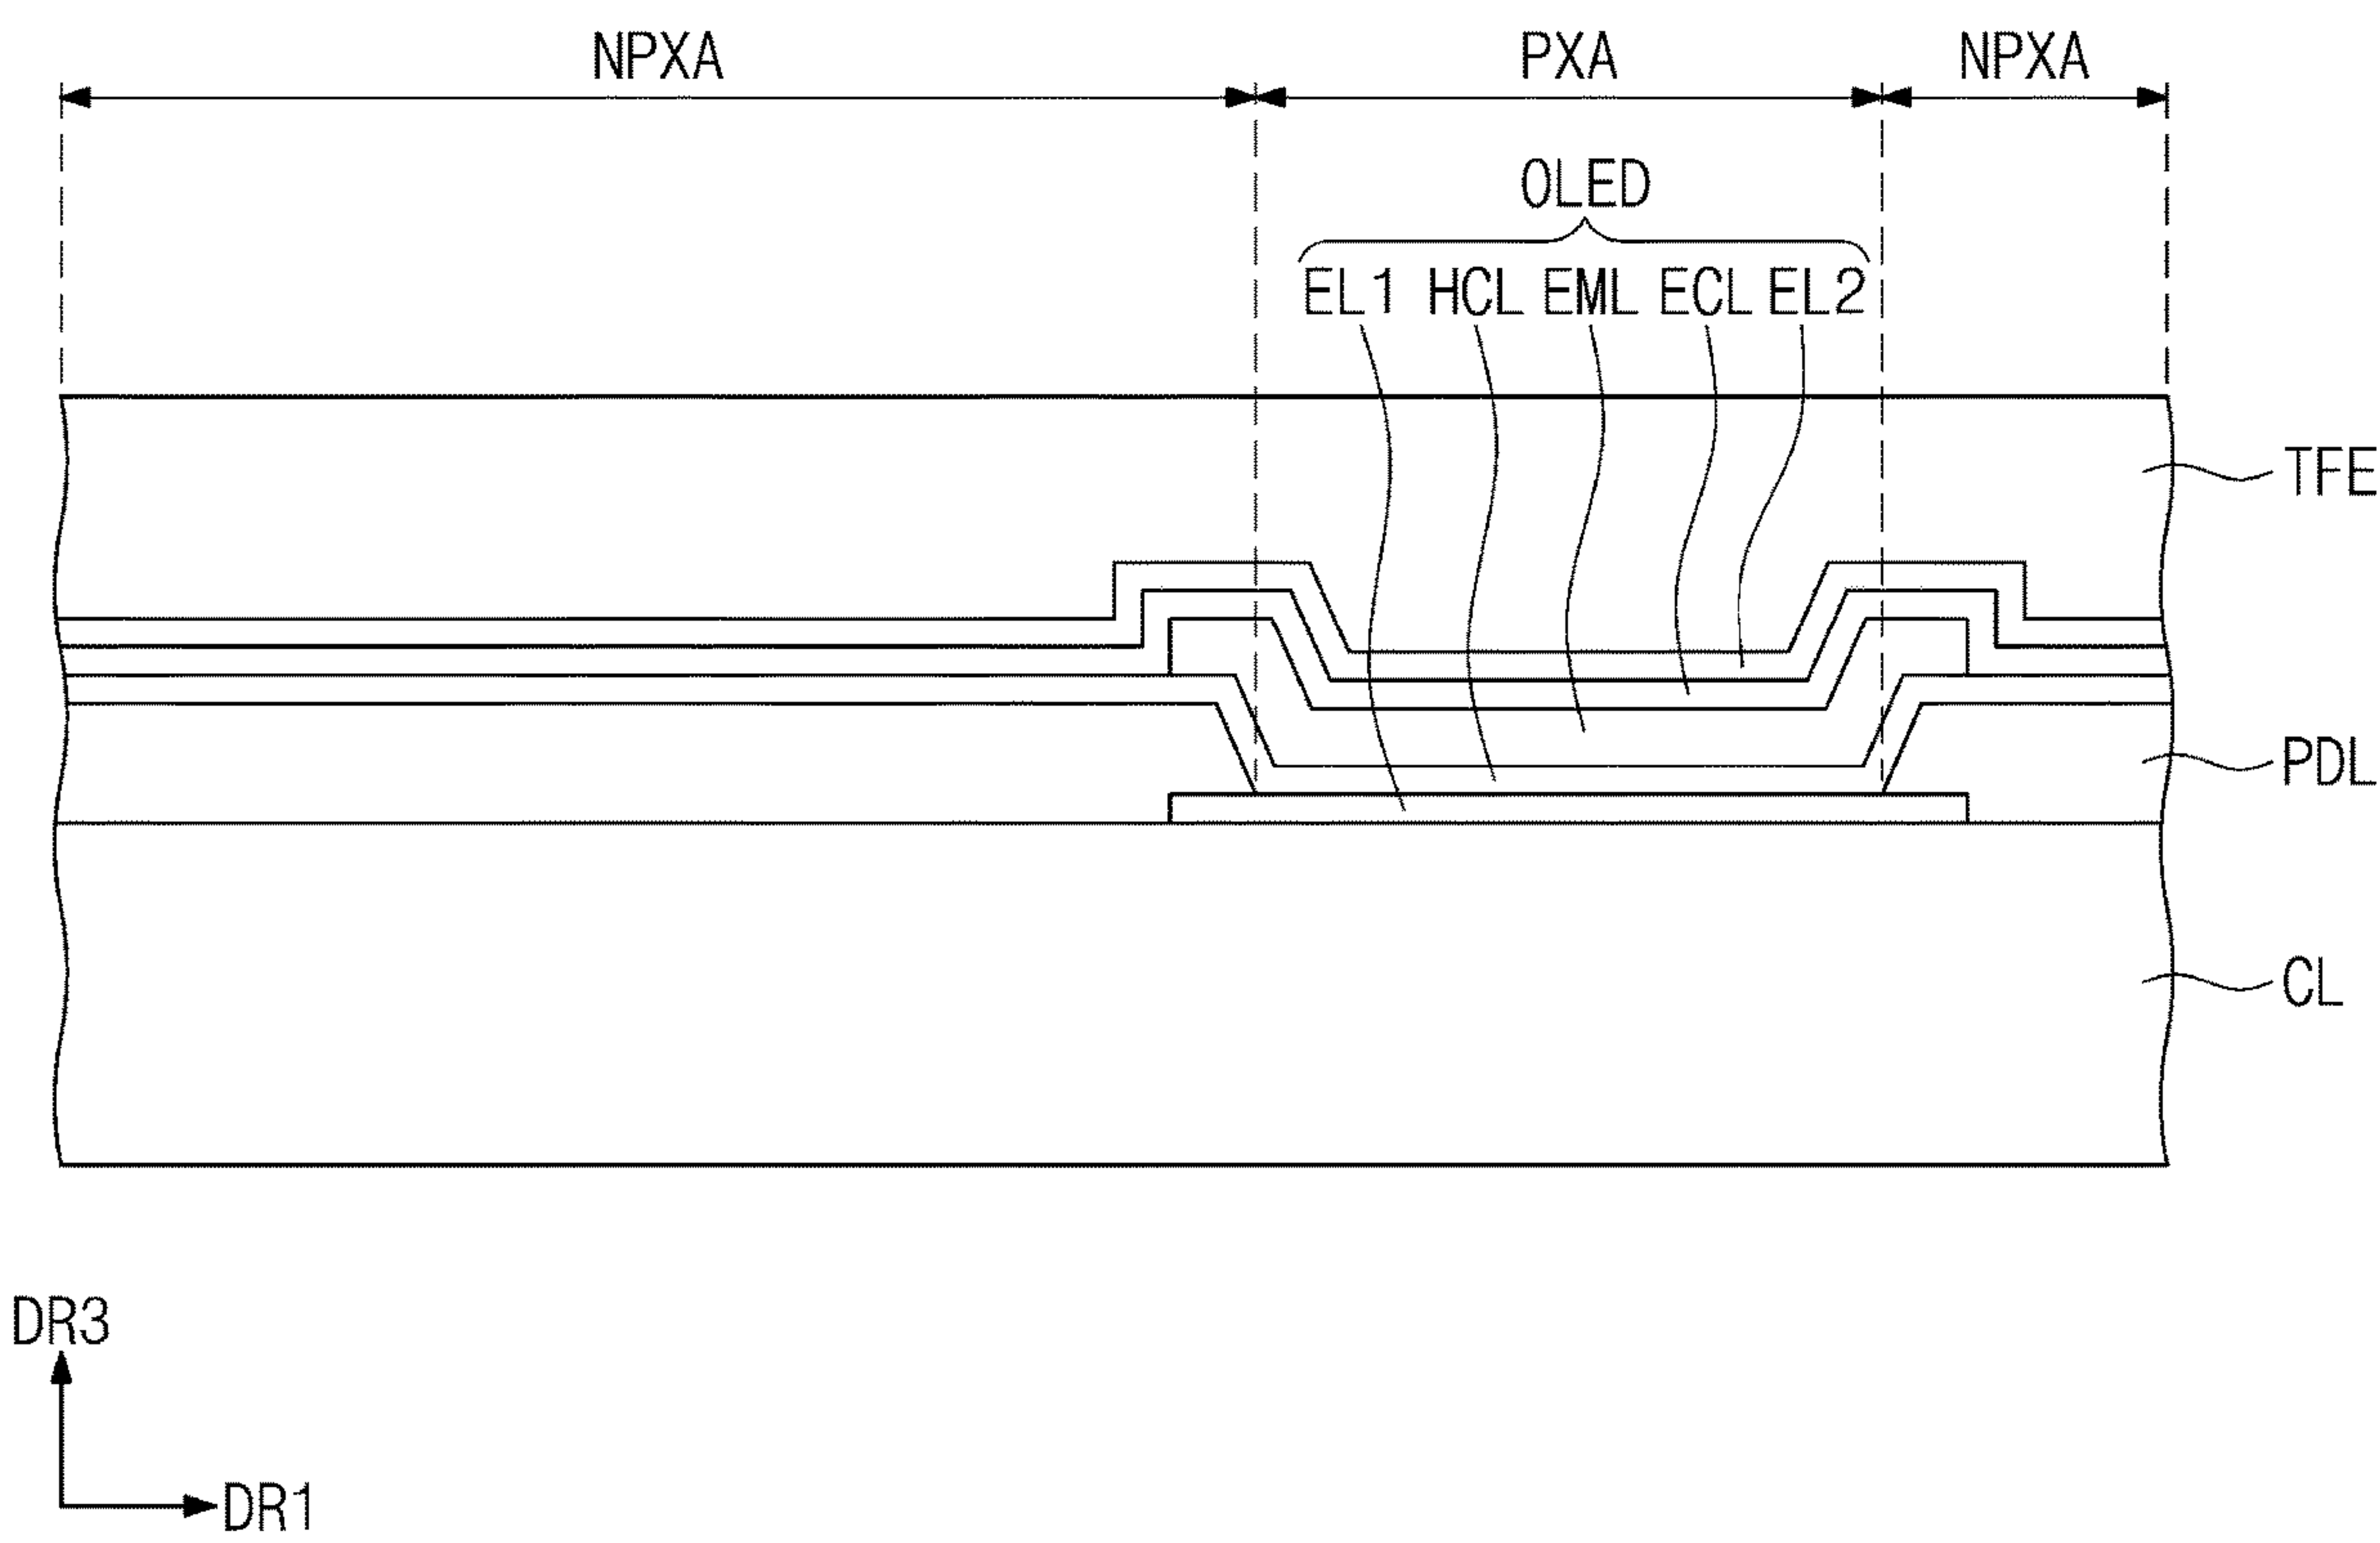 NPXA PXA NPXA
OLED
EL1 HCL EML ECL EL2
TFE
PDL
CL
DR3
DR1